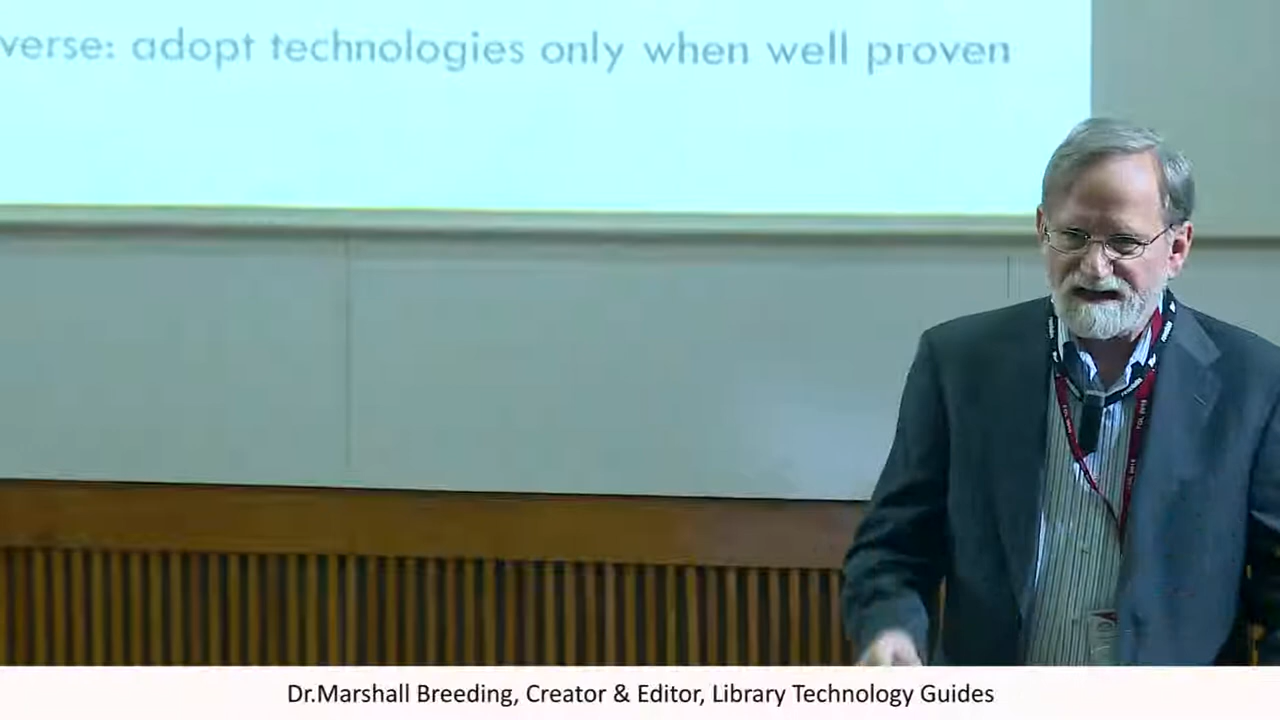 verse: adopt technologies only when well proven
Dr.Marshall Breeding, Creator & Editor, Library Technology Guides